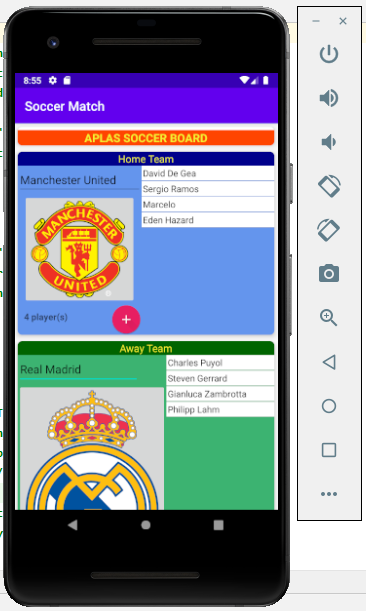 8:55
Soccer Match
APLAS SOCCER BOARD
Home Team
Manchester United
David De Gea
Sergio Ramos
Marcelo
Eden Hazard
MANCHESTER
UNITED
4 player(s)
+
Away Team
Real Madrid
Charles Puyol
Steven Gerrard
Gianluca Zambrotta
Philipp Lahm